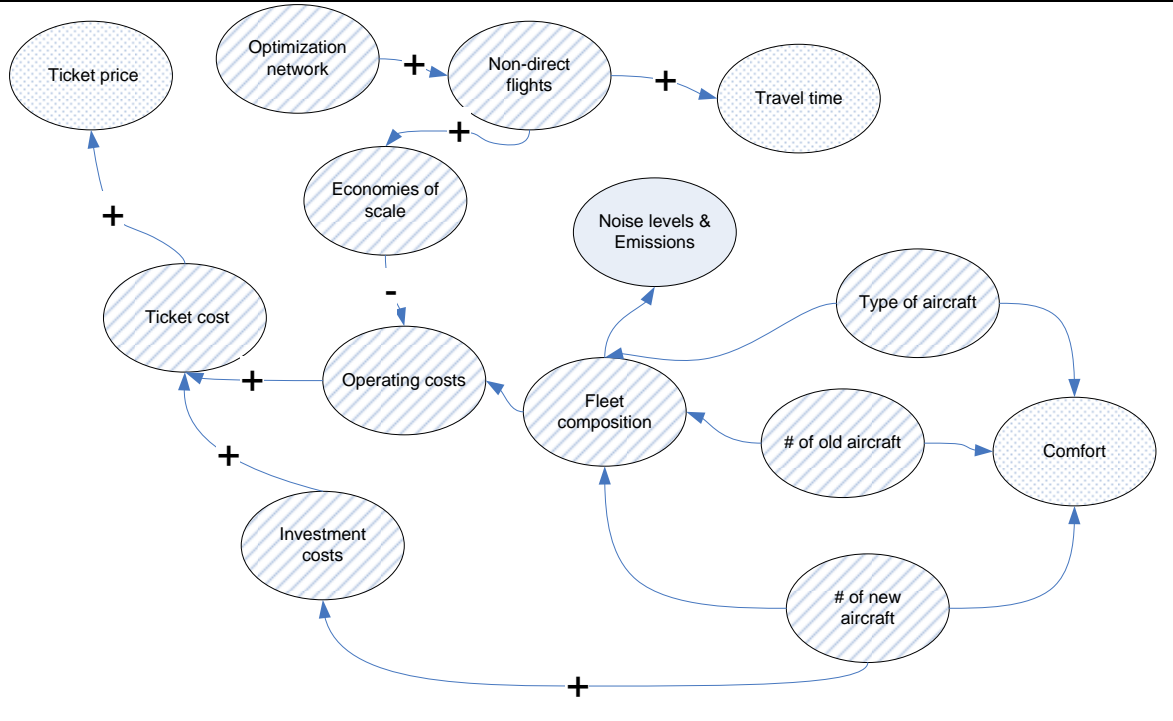 Ticket price
Optimization
network
+
Non-direct
flights
+
Travel time
+
Economies of
scale
Noise levels &
Emissions
+
-
Type of aircraft
Ticket cost
+
Operating costs
Fleet
composition
# of old aircraft
Comfort
+
Investment
costs
# of new
aircraft
+